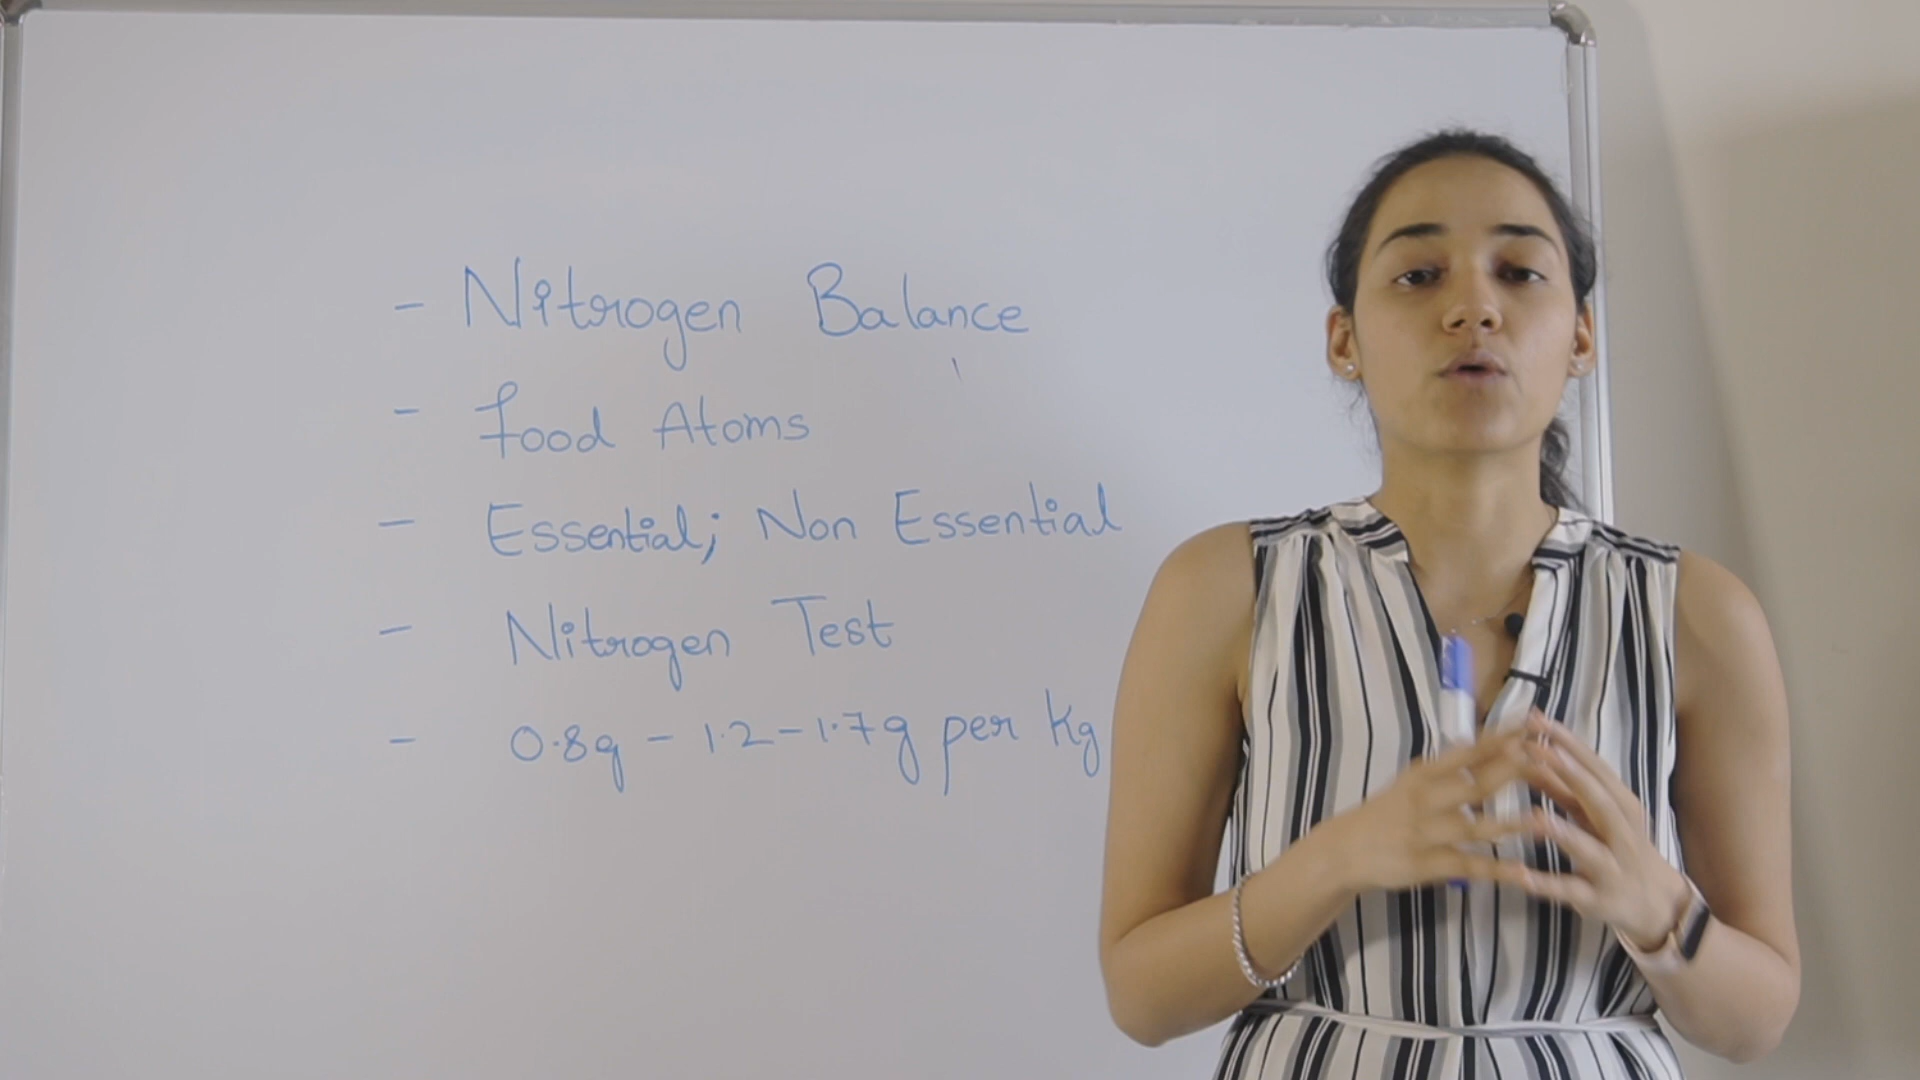 - Nitrogen Balance
- food Atoms
- Essential; Non Essential
- Nitrogen Test
- 0.8g - 1.2-1.7g per Kg